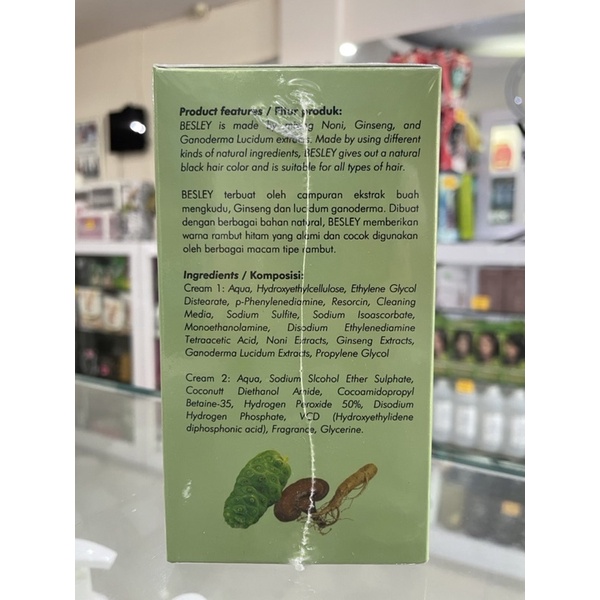 Product features / Fitur produk:
BESLEY is made by mixing Noni, Ginseng, and
Ganoderma Lucidum extracts. Made by using different
kinds of natural ingredients, BESLEY gives out a natural
black hair color and is suitable for all types of hair.
BESLEY terbuat oleh campuran ekstrak buah
mengkudu, Ginseng dan lucidum ganoderma. Dibuat
dengan berbagai bahan natural, BESLEY memberikan
warna rambut hitam yang alami dan cocok digunakan
oleh berbagai macam tipe rambut.
Ingredients / Komposisi:
Cream 1: Aqua, Hydroxyethylcellulose, Ethylene Glycol
Distearate, p-Phenylenediamine, Resorcin, Cleaning
Media, Sodium Sulfite, Sodium Isoascorbate,
Monoethanolamine, Disodium Ethylenediamine
Tetraacetic Acid, Noni Extracts, Ginseng Extracts,
Ganoderma Lucidum Extracts, Propylene Glycol
Cream 2: Aqua, Sodium Slcohol Ether Sulphate,
Coconutt Diethanol Amide, Cocoamidopropyl
Betaine-35, Hydrogen Peroxide 50%, Disodium
Hydrogen Phosphate, VCD (Hydroxyethylidene
diphosphonic acid), Fragrance, Glycerine.